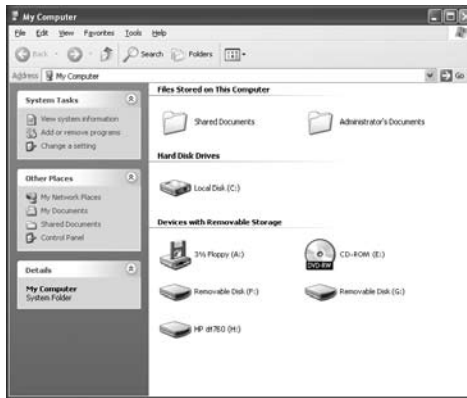 My Computer
File Edit View Favorites Tools Help
Back Search Folders
Address My Computer Go
System Tasks
View system information
Add or remove programs
Change a setting
Other Places
My Network Places
My Documents
Shared Documents
Control Panel
Details
My Computer
System Folder
Files Stored on This Computer
Shared Documents Administrator's Documents
Hard Disk Drives
Local Disk (C:)
Devices with Removable Storage
3½ Floppy (A:) CD-ROM (E:)
DVD-RW
Removable Disk (F:) Removable Disk (G:)